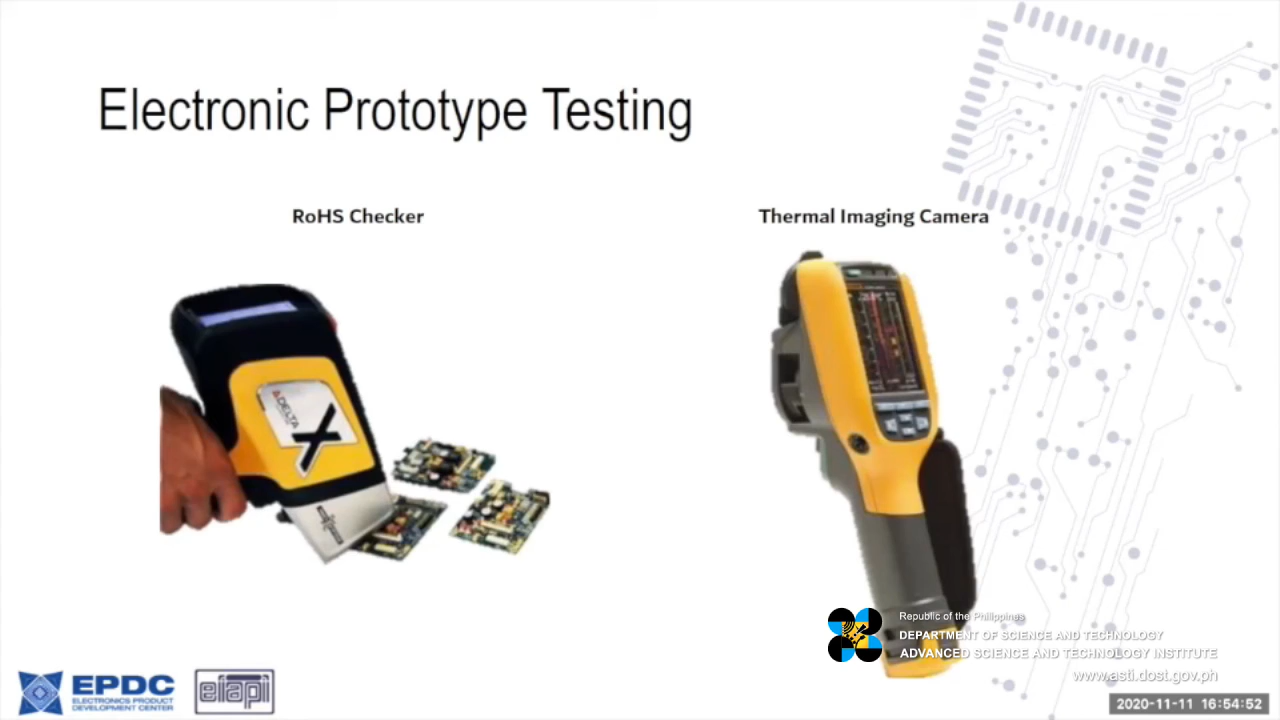 Electronic Prototype Testing
RoHS Checker
Thermal Imaging Camera
DELTA
X
Republic of the Philippines
DEPARTMENT OF SCIENCE AND TECHNOLOGY
ADVANCED SCIENCE AND TECHNOLOGY INSTITUTE
www.asti.dost.gov.ph
EPDC
ELECTRONICS PRODUCT
DEVELOPMENT CENTER
elapi
2020-11-11 16:54:52